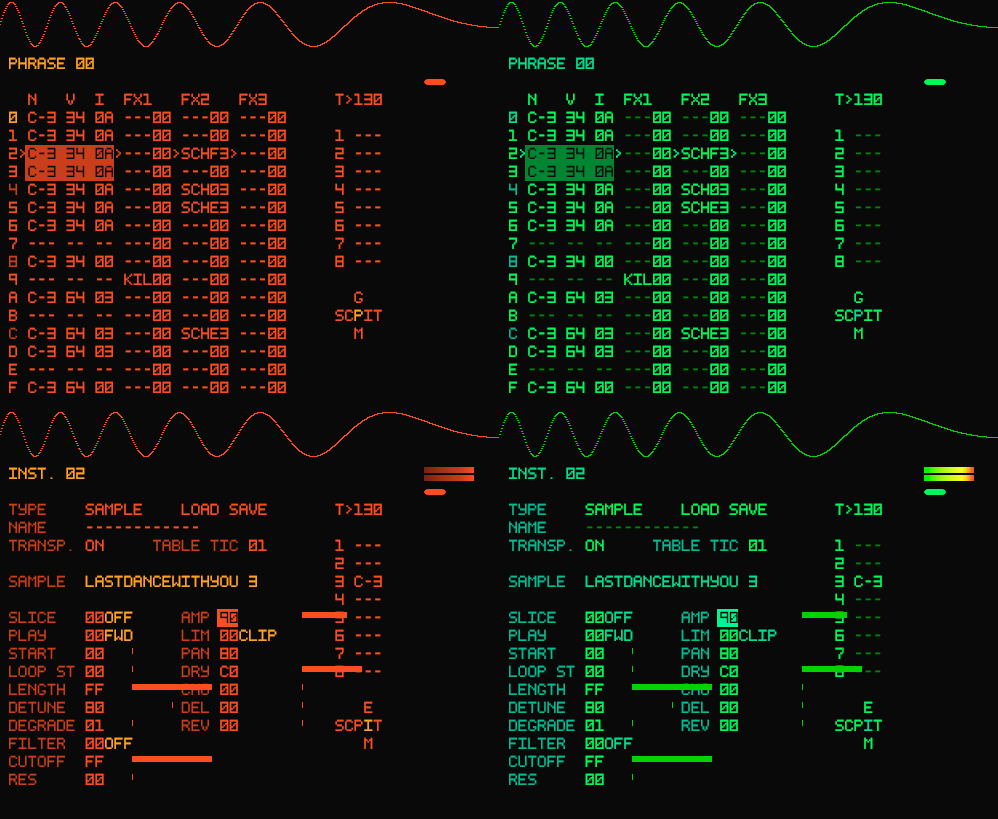 PHRASE 00
N V I FX1 FX2 FX3 T>130
0 C-3 34 0A ---00 ---00 ---00
1 C-3 34 0A ---00 ---00 ---00 1 ---
2>C-3 34 0A> ---00>SCHF3> ---00 2 ---
3 C-3 34 0A ---00 ---00 ---00 3 ---
4 C-3 34 0A ---00 SCH03 ---00 4 ---
5 C-3 34 0A ---00 SCHE3 ---00 5 ---
6 C-3 34 0A ---00 ---00 ---00 6 ---
7 --- -- -- ---00 ---00 ---00 7 ---
8 C-3 34 00 ---00 ---00 ---00 8 ---
9 --- -- -- KIL00 ---00 ---00
A C-3 64 03 ---00 ---00 ---00 G
B --- -- -- ---00 ---00 ---00 SCPIT
C C-3 64 03 ---00 SCHE3 ---00 M
D C-3 64 03 ---00 ---00 ---00
E --- -- -- ---00 ---00 ---00
F C-3 64 00 ---00 ---00 ---00
PHRASE 00
N V I FX1 FX2 FX3 T>130
0 C-3 34 0A ---00 ---00 ---00
1 C-3 34 0A ---00 ---00 ---00 1 ---
2>C-3 34 0A> ---00>SCHF3> ---00 2 ---
3 C-3 34 0A ---00 ---00 ---00 3 ---
4 C-3 34 0A ---00 SCH03 ---00 4 ---
5 C-3 34 0A ---00 SCHE3 ---00 5 ---
6 C-3 34 0A ---00 ---00 ---00 6 ---
7 --- -- -- ---00 ---00 ---00 7 ---
8 C-3 34 00 ---00 ---00 ---00 8 ---
9 --- -- -- KIL00 ---00 ---00
A C-3 64 03 ---00 ---00 ---00 G
B --- -- -- ---00 ---00 ---00 SCPIT
C C-3 64 03 ---00 SCHE3 ---00 M
D C-3 64 03 ---00 ---00 ---00
E --- -- -- ---00 ---00 ---00
F C-3 64 00 ---00 ---00 ---00
INST. 02
TYPE SAMPLE LOAD SAVE T>130
NAME ------------
TRANSP. ON TABLE TIC 01 1 ---
2 ---
SAMPLE LASTDANCEWITHYOU 3 3 C-3
4 ---
SLICE 00OFF AMP 90
PLAY 00FWD LIM 00CLIP 6 ---
START 00 PAN 80 7 ---
LOOP ST 00 DRY C0 ---
LENGTH FF 00
DETUNE 80 DEL 00 E
DEGRADE 01 REV 00 SCPIT
FILTER 00OFF M
CUTOFF FF
RES 00
INST. 02
TYPE SAMPLE LOAD SAVE T>130
NAME ------------
TRANSP. ON TABLE TIC 01 1 ---
2 ---
SAMPLE LASTDANCEWITHYOU 3 3 C-3
4 ---
SLICE 00OFF AMP 90
PLAY 00FWD LIM 00CLIP 6 ---
START 00 PAN 80 7 ---
LOOP ST 00 DRY C0 ---
LENGTH FF 00
DETUNE 80 DEL 00 E
DEGRADE 01 REV 00 SCPIT
FILTER 00OFF M
CUTOFF FF
RES 00